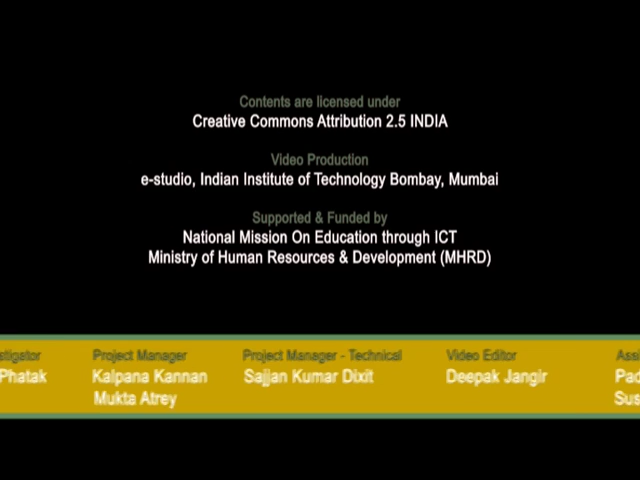 Contents are licensed under
Creative Commons Attribution 2.5 INDIA
Video Production
e-studio, Indian Institute of Technology Bombay, Mumbai
Supported & Funded by
National Mission On Education through ICT
Ministry of Human Resources & Development (MHRD)
Project Manager Project Manager - Technical Video Editor
Phatak Kalpana Kannan Sajjan Kumar Dixit Deepak Jangir
Mukta Atrey